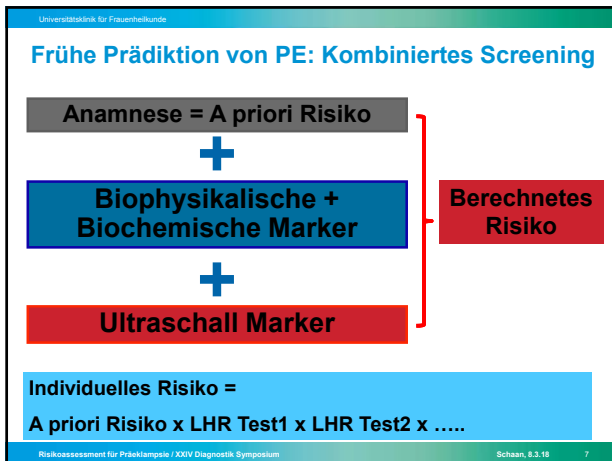 Universitätsklinik für Frauenheilkunde
Frühe Prädiktion von PE: Kombiniertes Screening
Anamnese = A priori Risiko
+
Biophysikalische +
Biochemische Marker
+
Ultraschall Marker
Berechnetes
Risiko
Individuelles Risiko =
A priori Risiko x LHR Test1 x LHR Test2 x …..
Risikoassessment für Präeklampsie / XXIV Diagnostik Symposium Schaan, 8.3.18 7